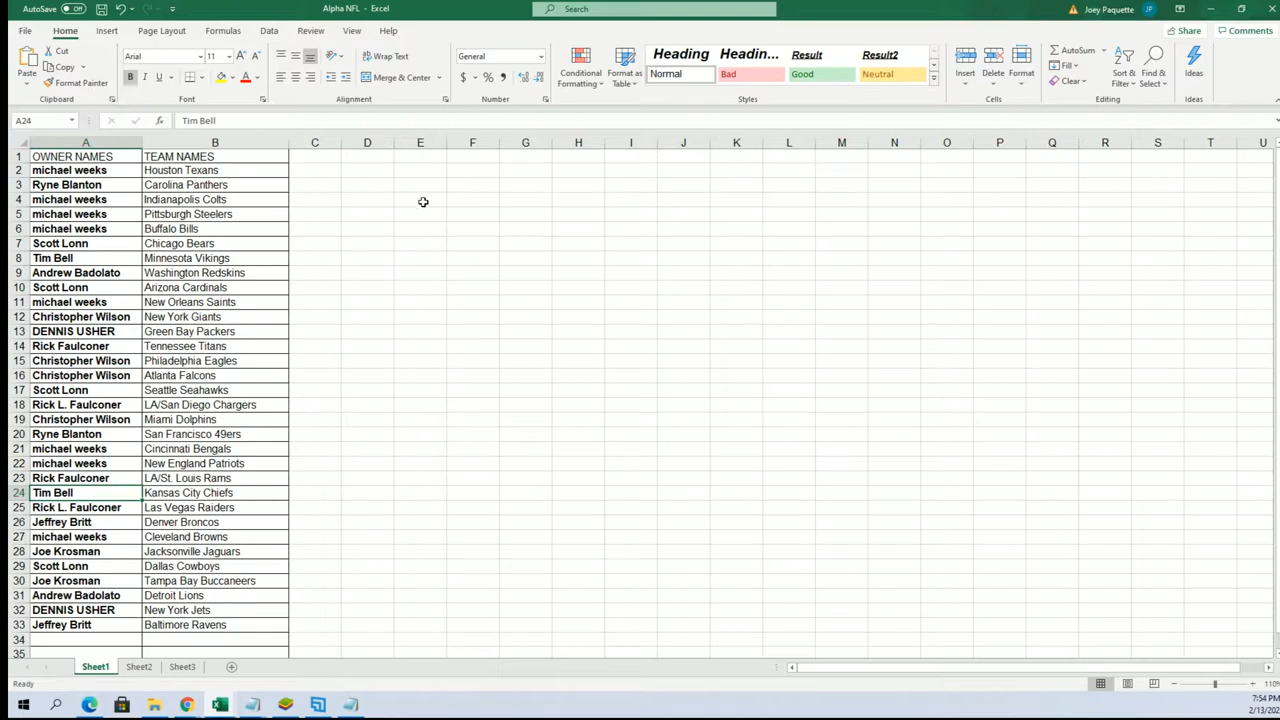 AutoSave Off
Alpha NFL - Excel
Search
Joey Paquette JP
File Home Insert Page Layout Formulas Data Review View Help
Share Comments
Paste Cut Copy Format Painter
Arial 11
B I U
Wrap Text
Merge & Center
General
$ % ,
Conditional Formatting Format as Table
Heading Headin... Result Result2
Normal Bad Good Neutral
Insert Delete Format
AutoSum Fill Clear
Sort & Filter Find & Select
Ideas
Clipboard Font Alignment Number Styles Cells Editing Ideas
A24 fx Tim Bell
A B C D E F G H I J K L M N O P Q R S T U
1 OWNER NAMES TEAM NAMES
2 michael weeks Houston Texans
3 Ryne Blanton Carolina Panthers
4 michael weeks Indianapolis Colts
5 michael weeks Pittsburgh Steelers
6 michael weeks Buffalo Bills
7 Scott Lonn Chicago Bears
8 Tim Bell Minnesota Vikings
9 Andrew Badolato Washington Redskins
10 Scott Lonn Arizona Cardinals
11 michael weeks New Orleans Saints
12 Christopher Wilson New York Giants
13 DENNIS USHER Green Bay Packers
14 Rick Faulconer Tennessee Titans
15 Christopher Wilson Philadelphia Eagles
16 Christopher Wilson Atlanta Falcons
17 Scott Lonn Seattle Seahawks
18 Rick L. Faulconer LA/San Diego Chargers
19 Christopher Wilson Miami Dolphins
20 Ryne Blanton San Francisco 49ers
21 michael weeks Cincinnati Bengals
22 michael weeks New England Patriots
23 Rick Faulconer LA/St. Louis Rams
24 Tim Bell Kansas City Chiefs
25 Rick L. Faulconer Las Vegas Raiders
26 Jeffrey Britt Denver Broncos
27 michael weeks Cleveland Browns
28 Joe Krosman Jacksonville Jaguars
29 Scott Lonn Dallas Cowboys
30 Joe Krosman Tampa Bay Buccaneers
31 Andrew Badolato Detroit Lions
32 DENNIS USHER New York Jets
33 Jeffrey Britt Baltimore Ravens
34
35
Sheet1 Sheet2 Sheet3
Ready
110%
7:54 PM
2/13/202